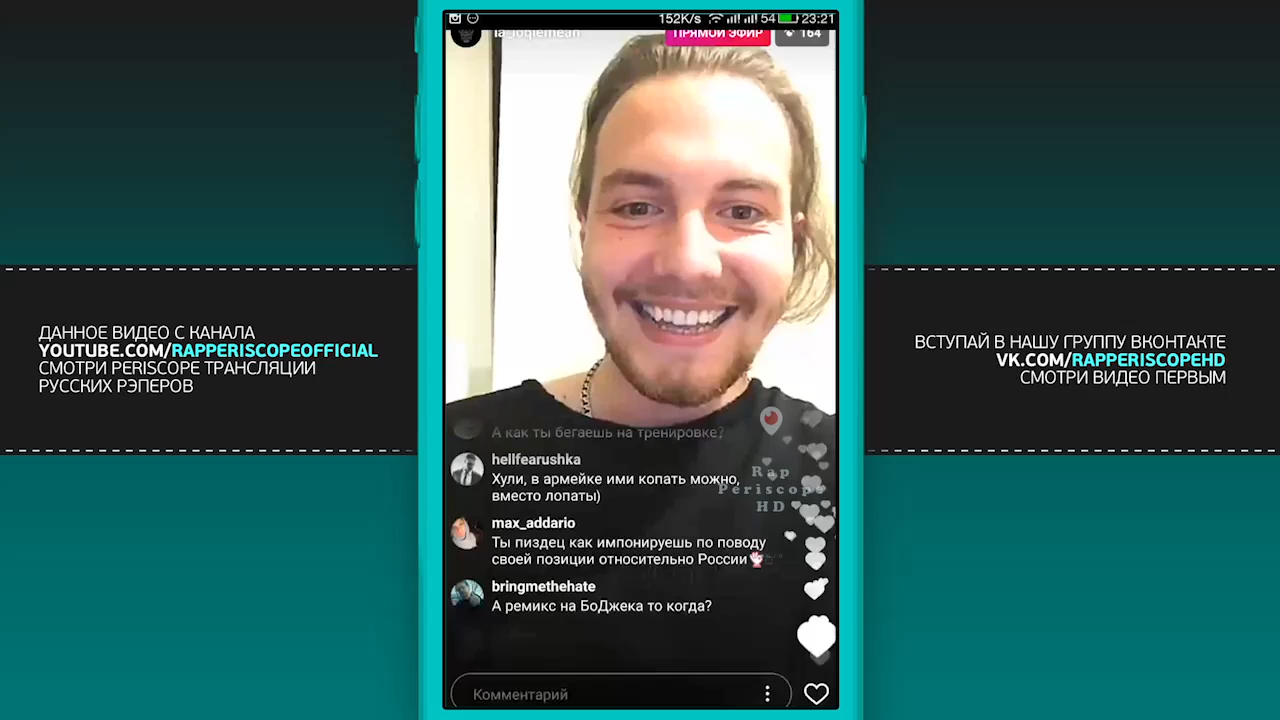 152K/s 54 23:21
la_loqiemean
ПРЯМОЙ ЭФИР
164
ДАННОЕ ВИДЕО С КАНАЛА
YOUTUBE.COM/RAPPERISCOPEOFFICIAL
СМОТРИ PERISCOPE ТРАНСЛЯЦИИ
РУССКИХ РЭПЕРОВ
ВСТУПАЙ В НАШУ ГРУППУ ВКОНТАКТЕ
VK.COM/RAPPERISCOPEHD
СМОТРИ ВИДЕО ПЕРВЫМ
А как ты бегаешь на тренировке?
hellfearushka
Хули, в армейке ими копать можно,
вместо лопаты)
Rap
Periscope
HD
max_addario
Ты пиздец как импонируешь по поводу
своей позиции относительно России
bringmethehate
А ремикс на БоДжека то когда?
Комментарий